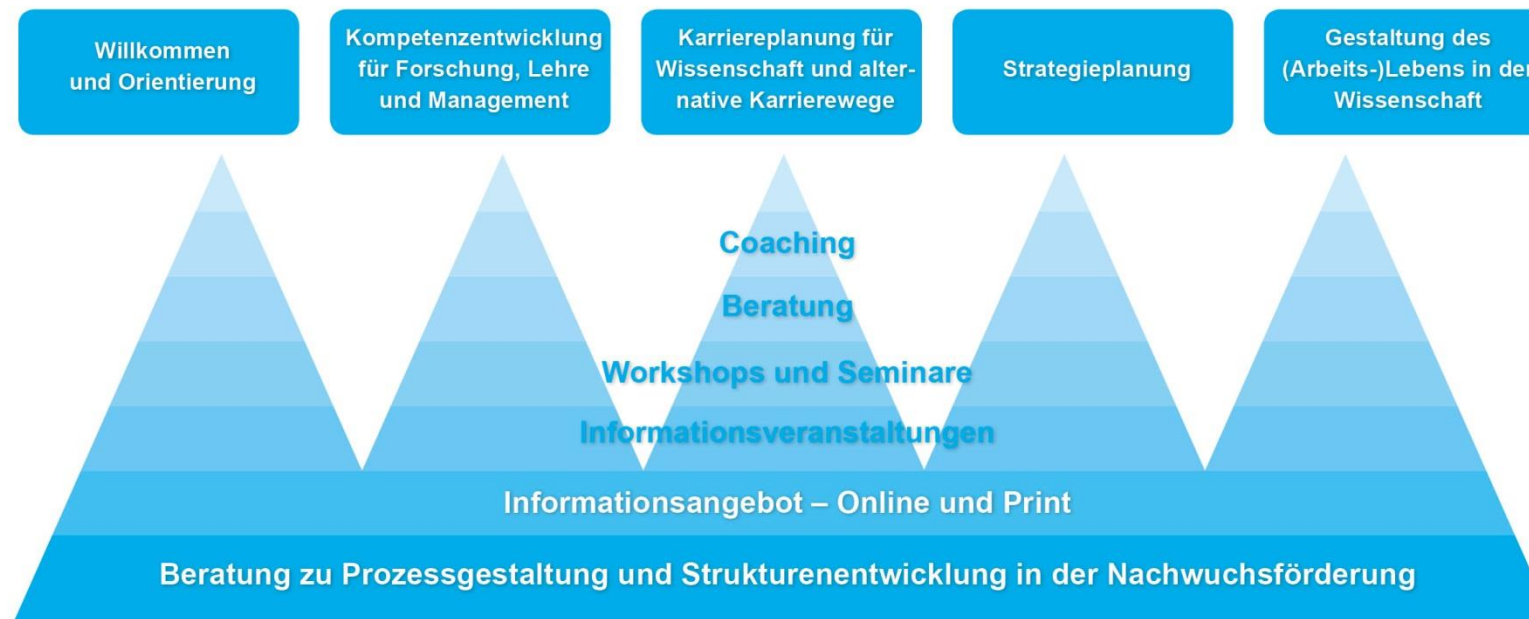 Willkommen
und Orientierung
Kompetenzentwicklung
für Forschung, Lehre
und Management
Karriereplanung für
Wissenschaft und alter-
native Karrierewege
Strategieplanung
Gestaltung des
(Arbeits-)Lebens in der
Wissenschaft
Coaching
Beratung
Workshops und Seminare
Informationsveranstaltungen
Informationsangebot – Online und Print
Beratung zu Prozessgestaltung und Strukturenentwicklung in der Nachwuchsförderung